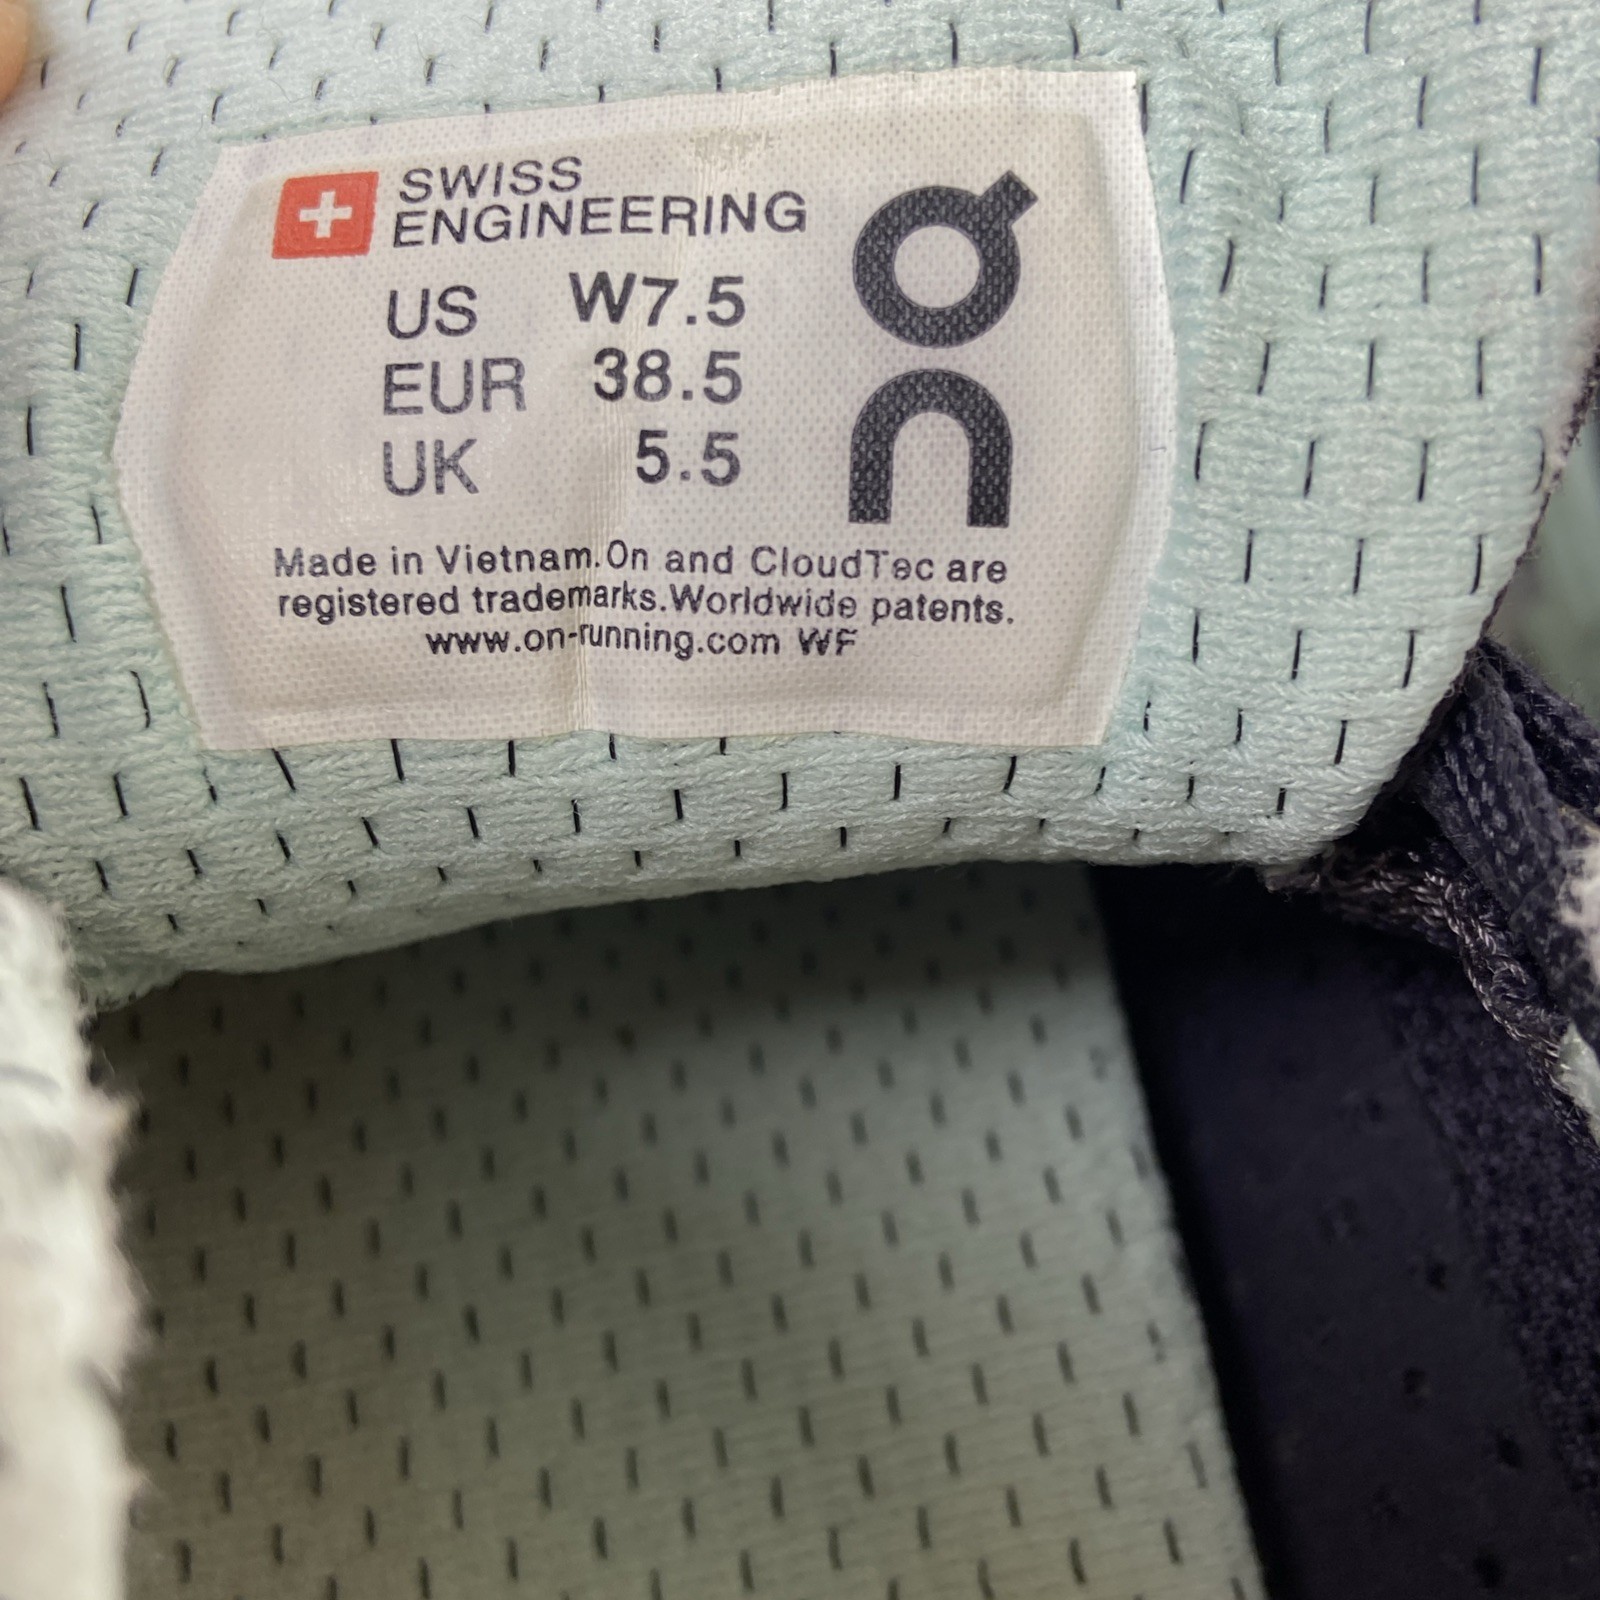 SWISS
ENGINEERING
US W7.5
EUR 38.5
UK 5.5
On
Made in Vietnam.On and CloudTec are
registered trademarks.Worldwide patents.
www.on-running.com WF